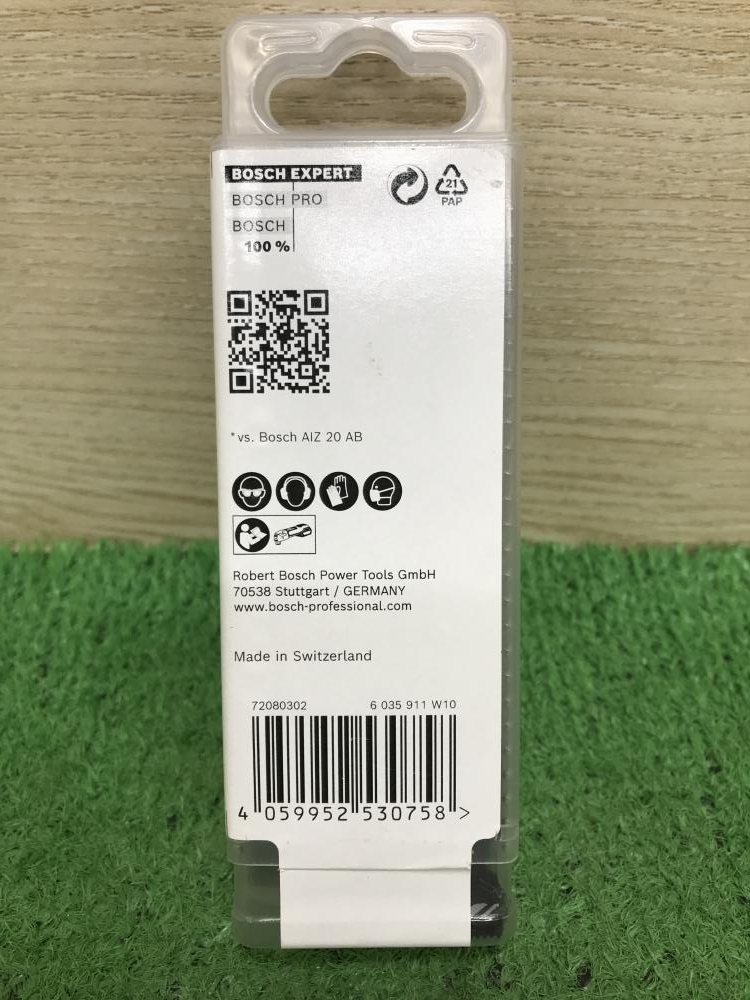 BOSCH EXPERT
BOSCH PRO
BOSCH
100 %
21
PAP
* vs. Bosch AIZ 20 AB
Robert Bosch Power Tools GmbH
70538 Stuttgart / GERMANY
www.bosch-professional.com
Made in Switzerland
72080302 6 035 911 W10
4 059952 530758 >